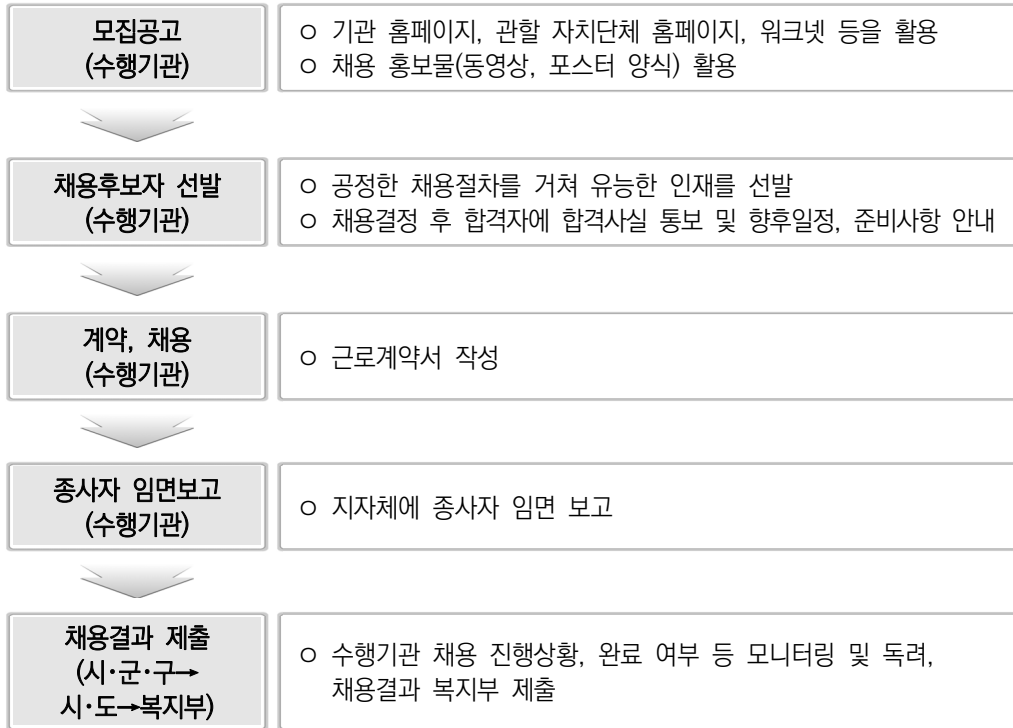 모집공고
(수행기관)
ㅇ 기관 홈페이지, 관할 자치단체 홈페이지, 워크넷 등을 활용
ㅇ 채용 홍보물(동영상, 포스터 양식) 활용
채용후보자 선발
(수행기관)
ㅇ 공정한 채용절차를 거쳐 유능한 인재를 선발
ㅇ 채용결정 후 합격자에 합격사실 통보 및 향후일정, 준비사항 안내
계약, 채용
(수행기관)
ㅇ 근로계약서 작성
종사자 임면보고
(수행기관)
ㅇ 지자체에 종사자 임면 보고
채용결과 제출
(시·군·구→
시·도→복지부)
ㅇ 수행기관 채용 진행상황, 완료 여부 등 모니터링 및 독려,
채용결과 복지부 제출